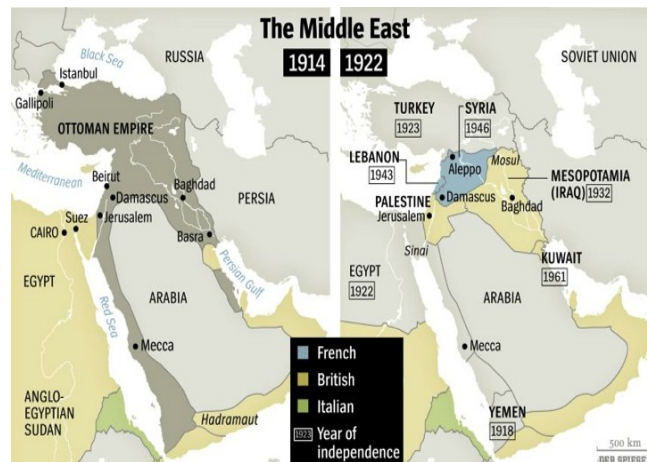 The Middle East
1914
1922
Black Sea
RUSSIA
Istanbul
Gallipoli
OTTOMAN EMPIRE
Mediterranean
Beirut
Damascus
Baghdad
PERSIA
Suez
Jerusalem
CAIRO
Basra
Persian Gulf
EGYPT
ARABIA
Red Sea
Mecca
ANGLO-
EGYPTIAN
SUDAN
Hadramaut
French
British
Italian
1923 Year of
independence
SOVIET UNION
TURKEY
1923
SYRIA
1946
Mosul
Aleppo
LEBANON
1943
MESOPOTAMIA
(IRAQ) 1932
Damascus
PALESTINE
Jerusalem
Baghdad
Sinai
KUWAIT
1961
EGYPT
1922
ARABIA
Mecca
YEMEN
1918
500 km
DER SPIEGEL